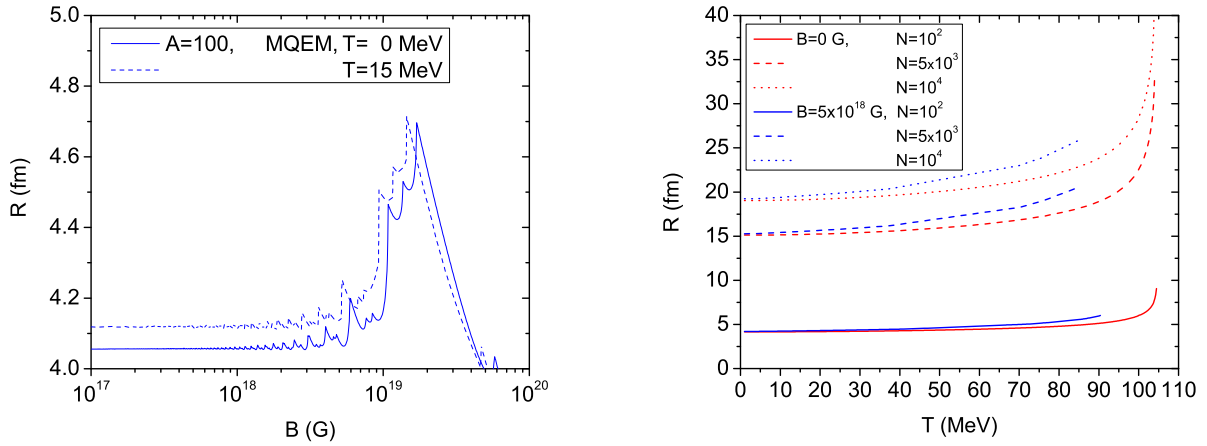 5.0
4.8
4.6
4.4
4.2
4.0
R (fm)
A=100, MQEM, T= 0 MeV
T=15 MeV
10^17 10^18 10^19 10^20
B (G)
40
35
30
25
20
15
10
5
0
R (fm)
B=0 G, N=10^2
N=5x10^3
N=10^4
B=5x10^18 G, N=10^2
N=5x10^3
N=10^4
0 10 20 30 40 50 60 70 80 90 100 110
T (MeV)